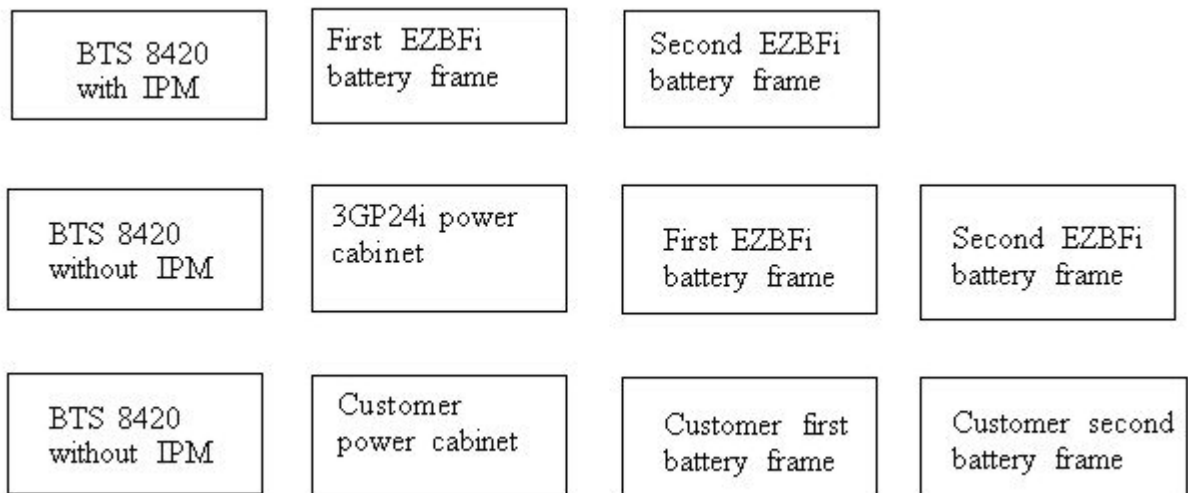 BTS 8420
with IPM
First EZBFi
battery frame
Second EZBFi
battery frame
BTS 8420
without IPM
3GP24i power
cabinet
First EZBFi
battery frame
Second EZBFi
battery frame
BTS 8420
without IPM
Customer
power cabinet
Customer first
battery frame
Customer second
battery frame